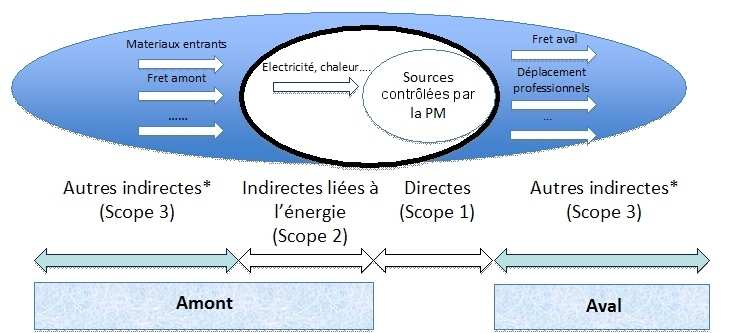 Materiaux entrants
Fret amont
......
Electricité, chaleur....
Sources
contrôlées par
la PM
Fret aval
Déplacement
professionnels
...
Autres indirectes*
(Scope 3)
Indirectes liées à
l’énergie
(Scope 2)
Directes
(Scope 1)
Autres indirectes*
(Scope 3)
Amont
Aval